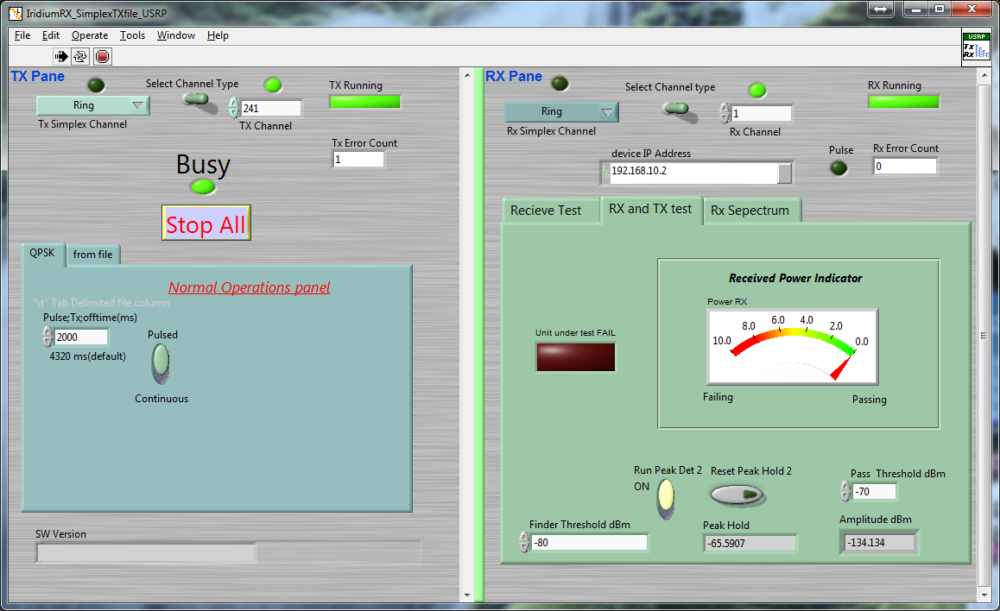 IridiumRX_SimplexTXfile_USRP
File Edit Operate Tools Window Help
USRP
TX
RX
TX Pane
Select Channel Type
TX Running
Ring
241
Tx Simplex Channel
TX Channel
Tx Error Count
1
Busy
Stop All
QPSK
from file
Normal Operations panel
"\t" Tab Delimited file column
Pulse;Tx;offtime(ms)
2000
Pulsed
4320 ms(default)
Continuous
SW Version
RX Pane
Select Channel type
RX Running
Ring
1
Rx Simplex Channel
Rx Channel
device IP Address
Pulse
Rx Error Count
192.168.10.2
0
Recieve Test
RX and TX test
Rx Sepectrum
Received Power Indicator
Power RX
10.0 8.0 6.0 4.0 2.0 0.0
Unit under test FAIL
Failing
Passing
Run Peak Det 2
Reset Peak Hold 2
Pass Threshold dBm
ON
-70
Finder Threshold dBm
Peak Hold
Amplitude dBm
-80
-65.5907
-134.134